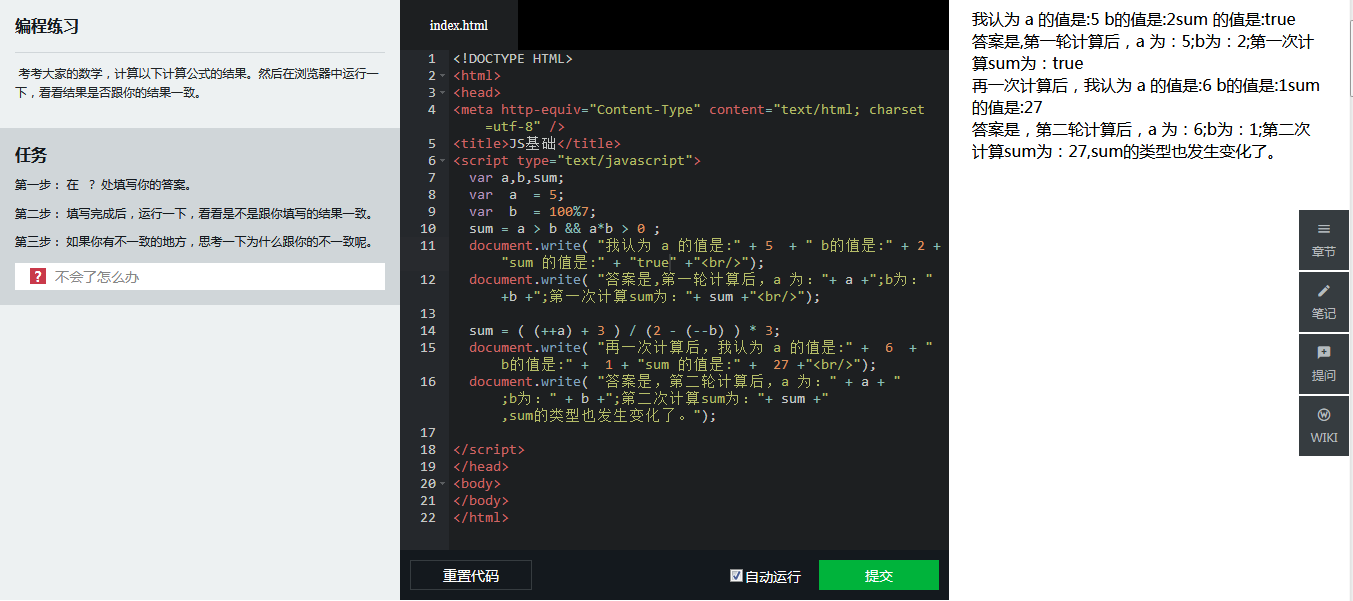 编程练习
考考大家的数学，计算以下计算公式的结果。然后在浏览器中运行一
下，看看结果是否跟你的结果一致。
任务
第一步： 在 ？处填写你的答案。
第二步： 填写完成后，运行一下，看看是不是跟你填写的结果一致。
第三步： 如果你有不一致的地方，思考一下为什么跟你的不一致呢。
? 不会了怎么办
index.html
1 <!DOCTYPE HTML>
2 <html>
3 <head>
4 <meta http-equiv="Content-Type" content="text/html; charset
=utf-8" />
5 <title>JS基础</title>
6 <script type="text/javascript">
7 var a,b,sum;
8 var  a  = 5;
9 var  b  = 100%7;
10 sum = a > b && a*b > 0 ;
11 document.write( "我认为 a 的值是:" + 5  + " b的值是:" + 2 +
"sum 的值是:" + "true" +"<br/>");
12 document.write( "答案是,第一轮计算后，a 为："+ a +";b为："
+b +";第一次计算sum为："+ sum +"<br/>");
13
14 sum = ( (++a) + 3 ) / (2 - (--b) ) * 3;
15 document.write( "再一次计算后，我认为 a 的值是:" +  6  + "
b的值是:" +  1 + "sum 的值是:" +  27 +"<br/>");
16 document.write( "答案是，第二轮计算后，a 为：" + a + "
;b为：" + b +";第二次计算sum为："+ sum +"
,sum的类型也发生变化了。");
17
18 </script>
19 </head>
20 <body>
21 </body>
22 </html>
重置代码
自动运行
提交
我认为 a 的值是:5 b的值是:2sum 的值是:true
答案是,第一轮计算后，a 为：5;b为：2;第一次计
算sum为：true
再一次计算后，我认为 a 的值是:6 b的值是:1sum
的值是:27
答案是，第二轮计算后，a 为：6;b为：1;第二次
计算sum为：27,sum的类型也发生变化了。
章节
笔记
提问
W
WIKI